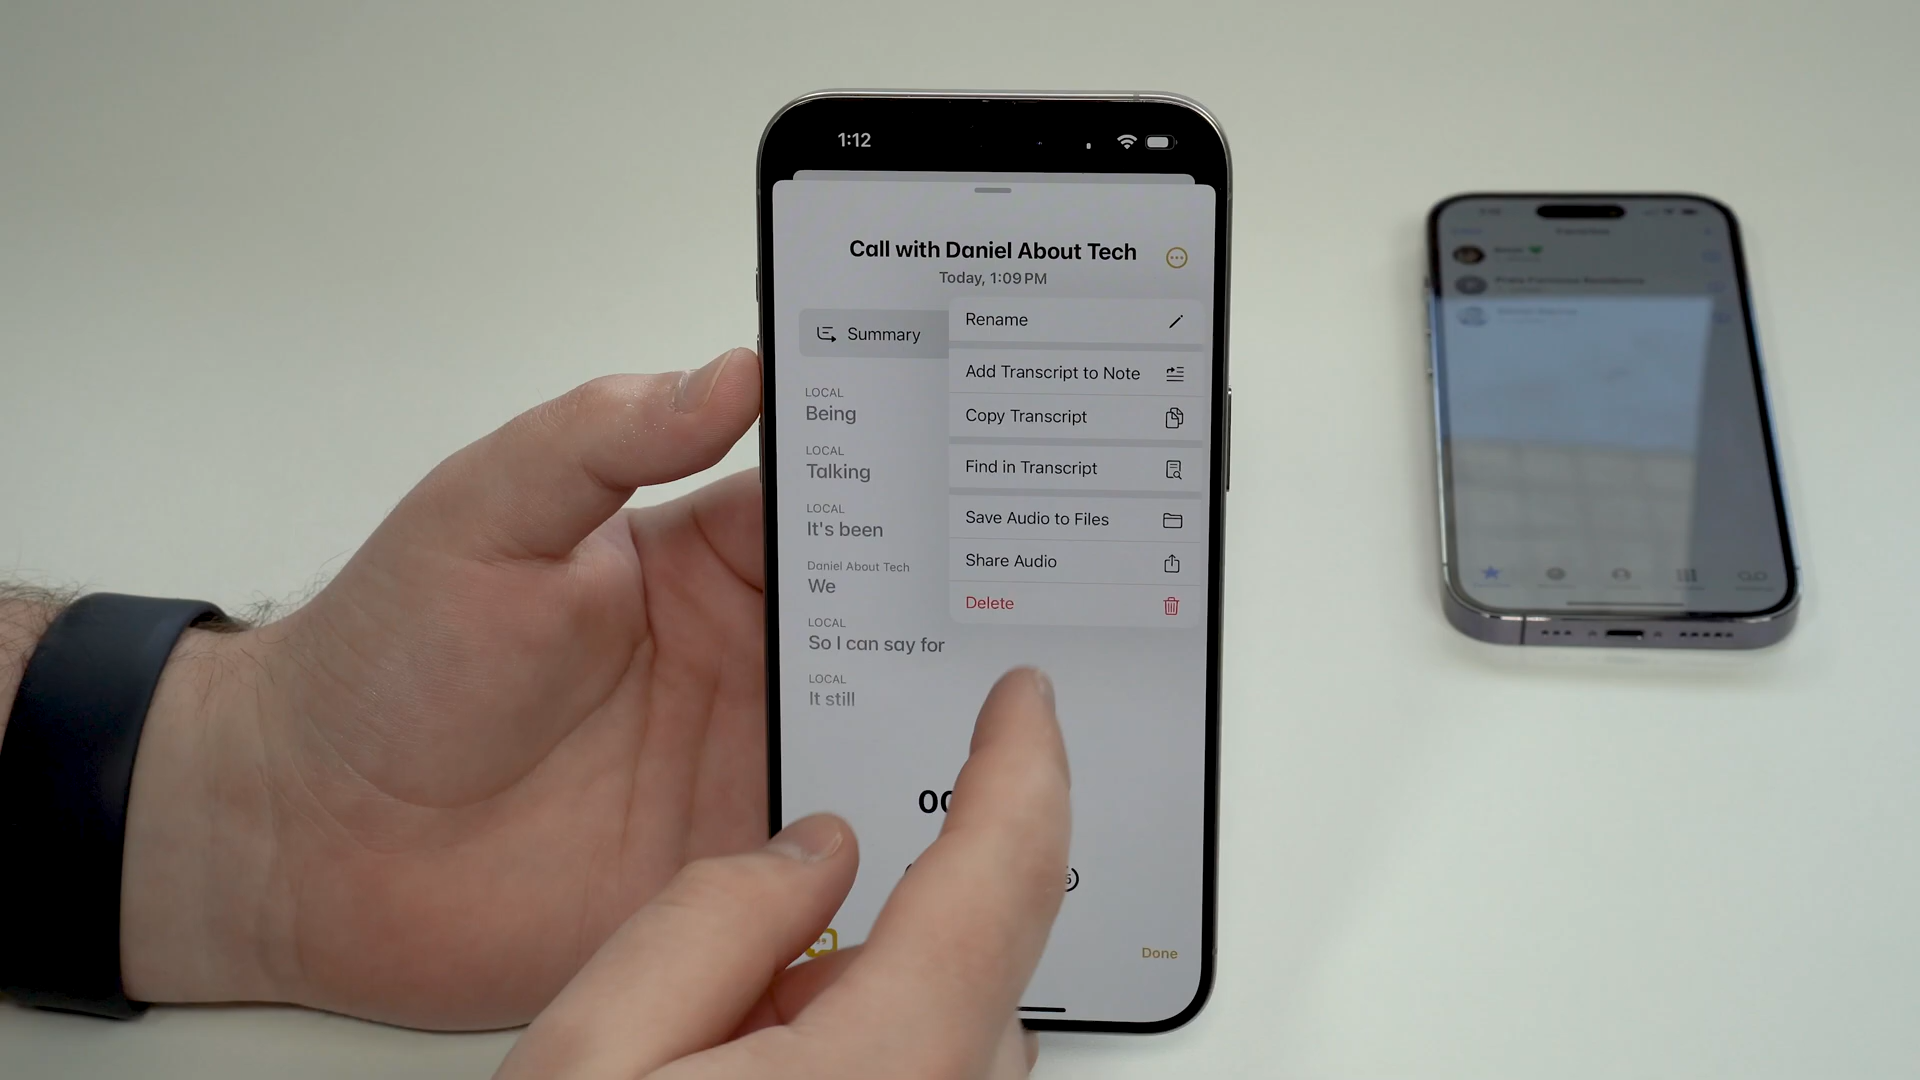 1:12
Call with Daniel About Tech
Today, 1:09 PM
Summary
Rename
Add Transcript to Note
Copy Transcript
Find in Transcript
Save Audio to Files
Share Audio
Delete
LOCAL
Being
LOCAL
Talking
LOCAL
It's been
Daniel About Tech
We
LOCAL
So I can say for
LOCAL
It still
Done